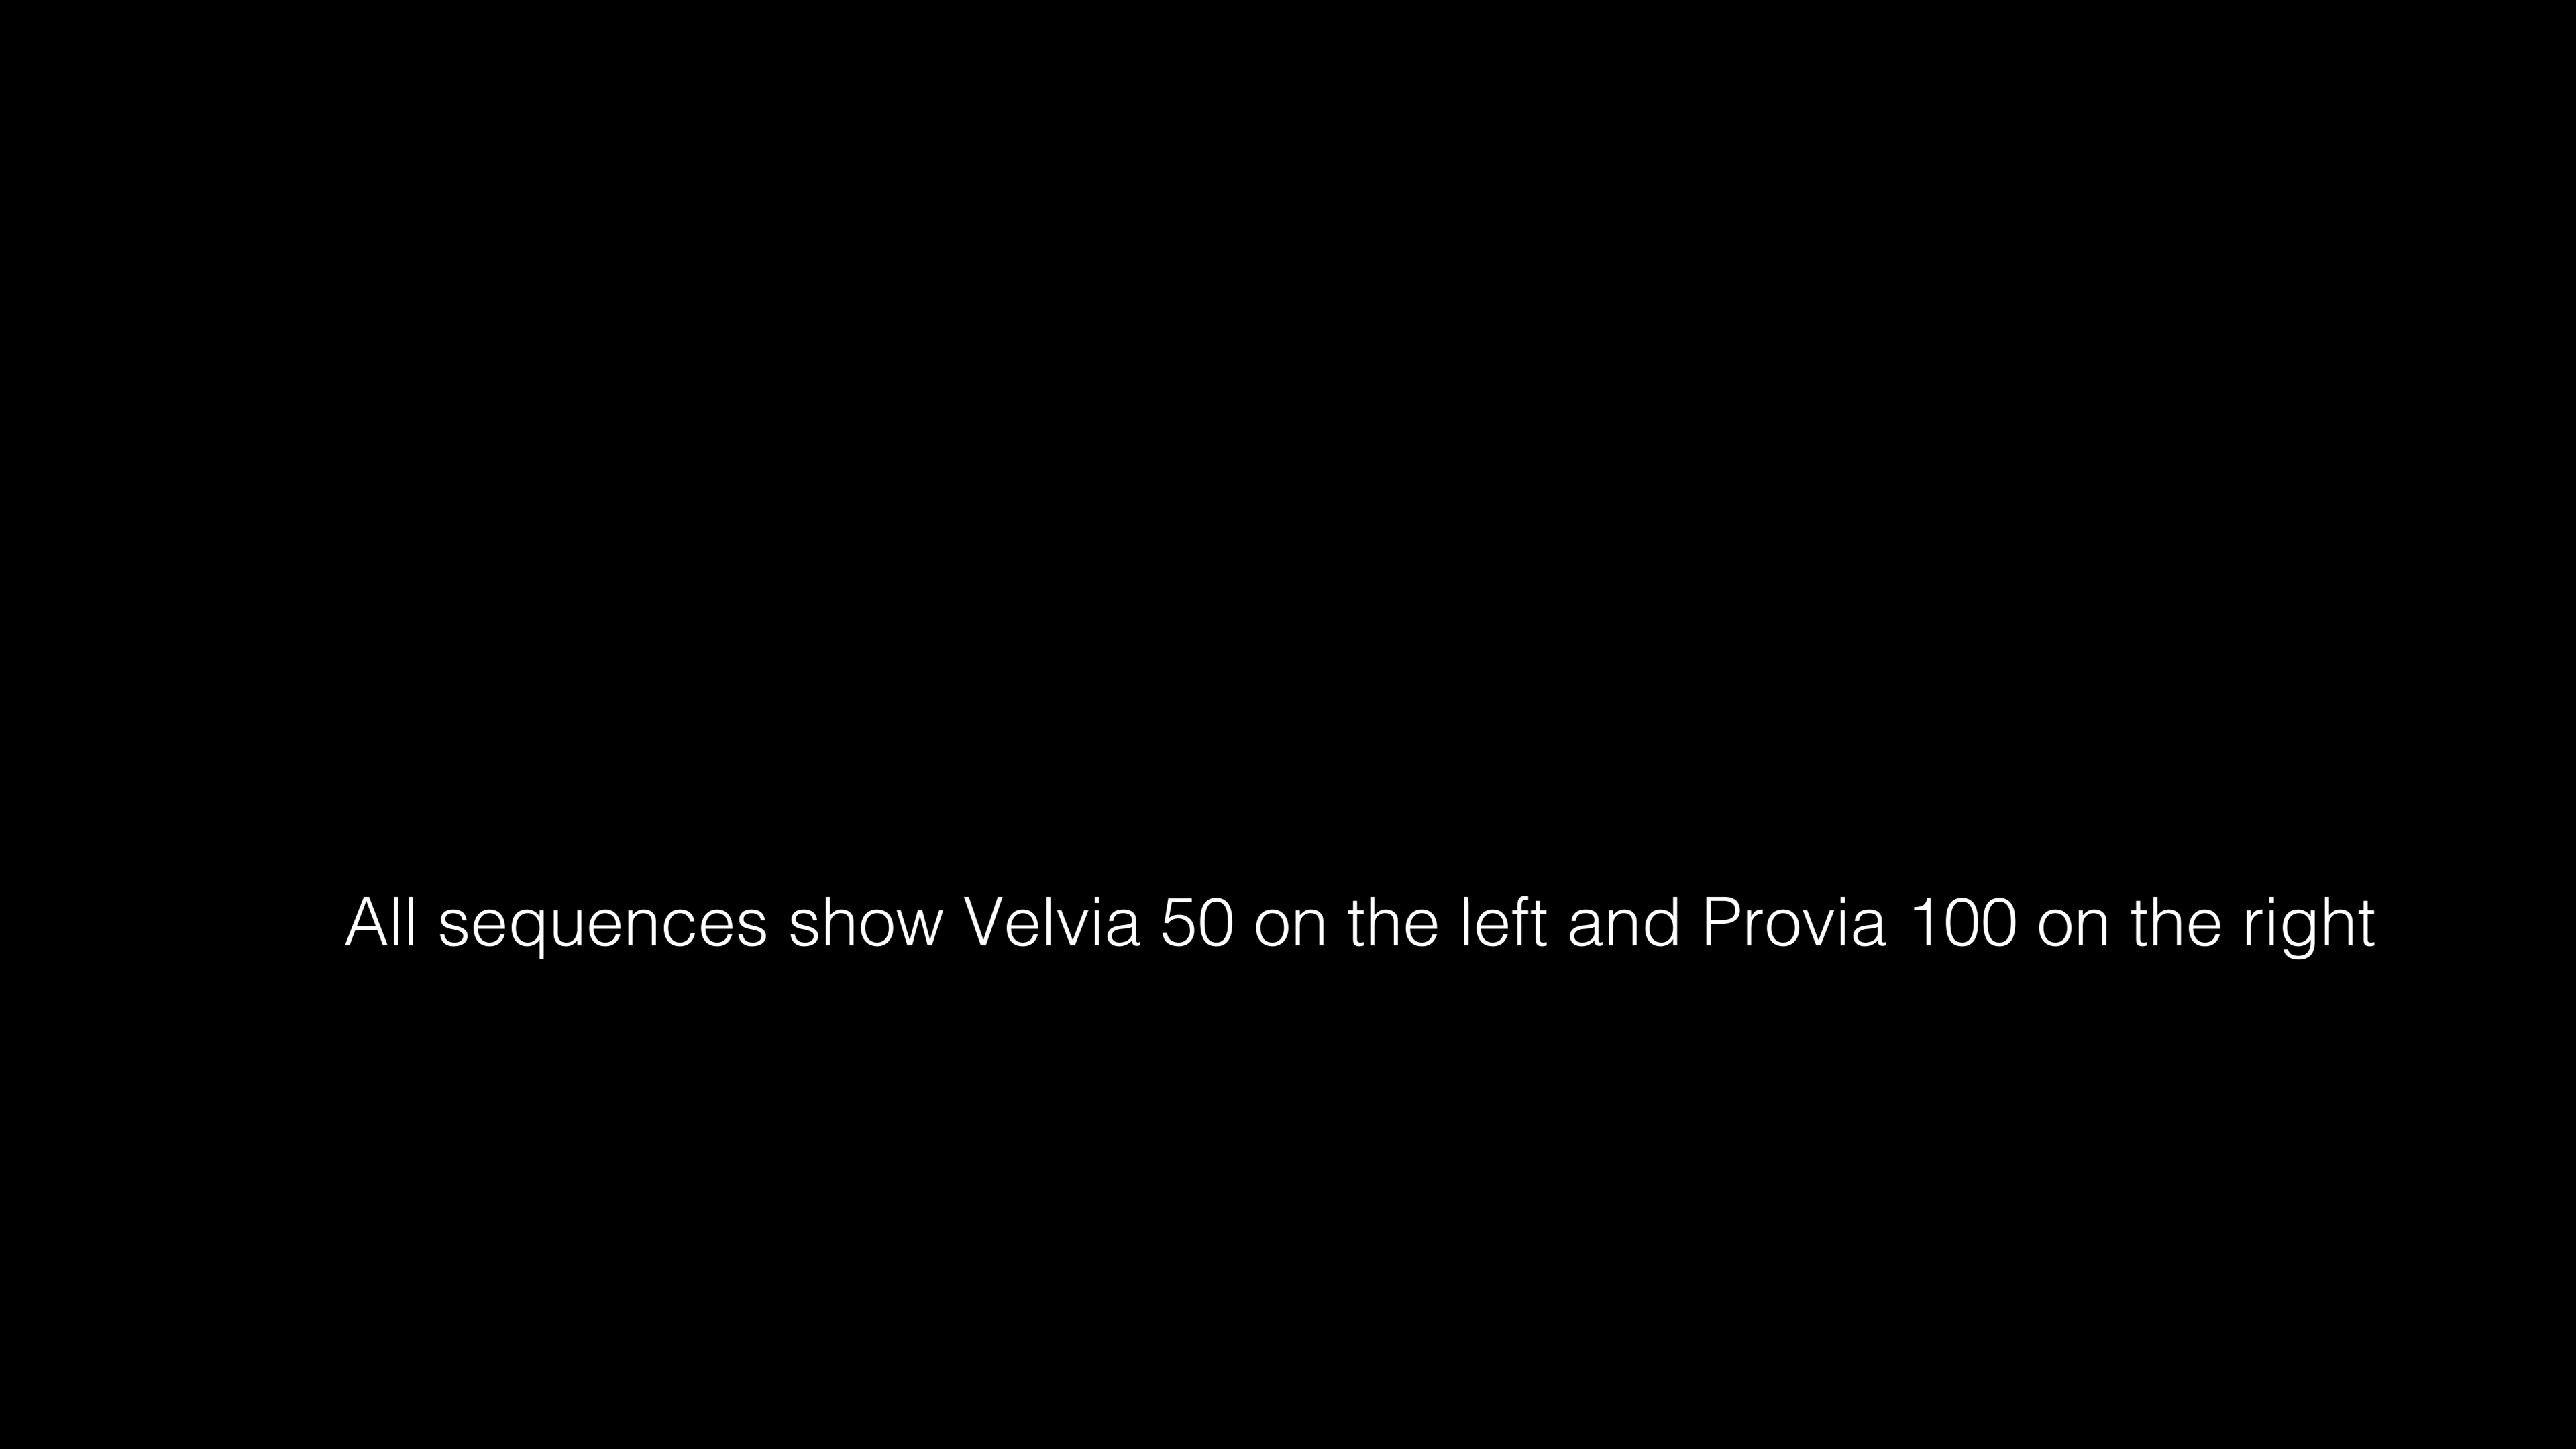 All sequences show Velvia 50 on the left and Provia 100 on the right